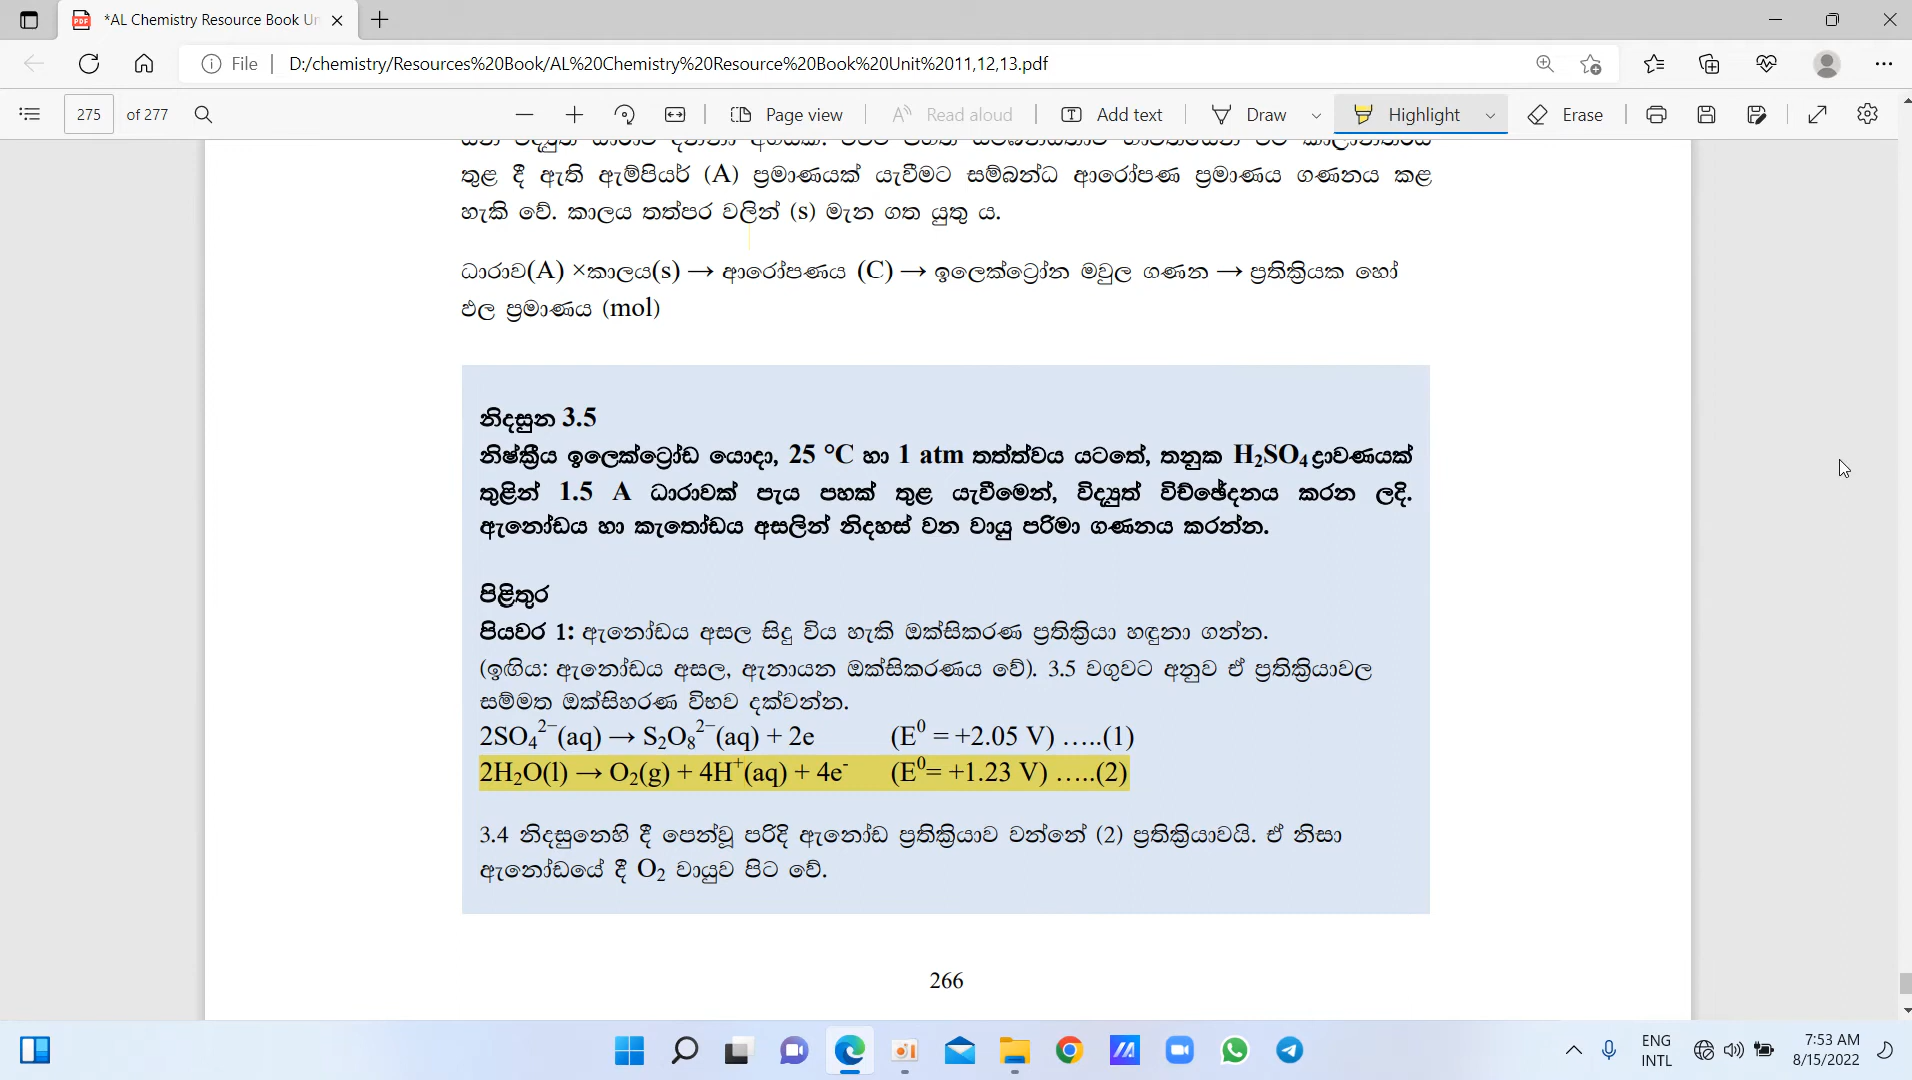 *AL Chemistry Resource Book Un
File
D:/chemistry/Resources%20Book/AL%20Chemistry%20Resource%20Book%20Unit%2011,12,13.pdf
275 of 277
Page view
Read aloud
Add text
Draw
Highlight
Erase
තුළ දී ඇති ඇම්පියර් (A) ප්‍රමාණයක් යැවීමට සම්බන්ධ ආරෝපණ ප්‍රමාණය ගණනය කළ
හැකි වේ. කාලය තත්පර වලින් (s) මැන ගත යුතු ය.
ධාරාව(A) ×කාලය(s) → ආරෝපණය (C) → ඉලෙක්ට්‍රෝන මවුල ගණන → ප්‍රතික්‍රියක හෝ
ඵල ප්‍රමාණය (mol)
නිදසුන 3.5
නිෂ්ක්‍රීය ඉලෙක්ට්‍රෝඩ යොදා, 25 °C හා 1 atm තත්ත්වය යටතේ, තනුක H₂SO₄ ද්‍රාවණයක්
තුළින් 1.5 A ධාරාවක් පැය පහක් තුළ යැවීමෙන්, විද්‍යුත් විච්ඡේදනය කරන ලදි.
ඇනෝඩය හා කැතෝඩය අසලින් නිදහස් වන වායු පරිමා ගණනය කරන්න.
පිළිතුර
පියවර 1: ඇනෝඩය අසල සිදු විය හැකි ඔක්සිකරණ ප්‍රතික්‍රියා හඳුනා ගන්න.
(ඉඟිය: ඇනෝඩය අසල, ඇනායන ඔක්සිකරණය වේ). 3.5 වගුවට අනුව ඒ ප්‍රතික්‍රියාවල
සම්මත ඔක්සිහරණ විභව දක්වන්න.
2SO₄²⁻(aq) → S₂O₈²⁻(aq) + 2e (E⁰ = +2.05 V) …..(1)
2H₂O(l) → O₂(g) + 4H⁺(aq) + 4e⁻ (E⁰= +1.23 V) …..(2)
3.4 නිදසුනෙහි දී පෙන්වූ පරිදි ඇනෝඩ ප්‍රතික්‍රියාව වන්නේ (2) ප්‍රතික්‍රියාවයි. ඒ නිසා
ඇනෝඩයේ දී O₂ වායුව පිට වේ.
266
ENG
INTL
7:53 AM
8/15/2022